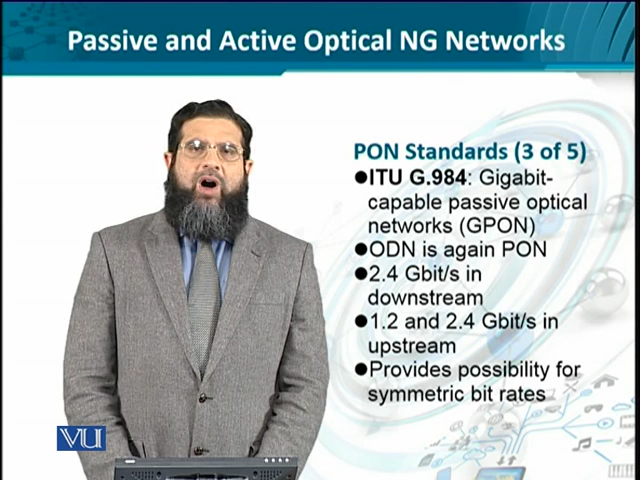 Passive and Active Optical NG Networks
PON Standards (3 of 5)
●ITU G.984: Gigabit-
capable passive optical
networks (GPON)
●ODN is again PON
●2.4 Gbit/s in
downstream
●1.2 and 2.4 Gbit/s in
upstream
●Provides possibility for
symmetric bit rates
VU